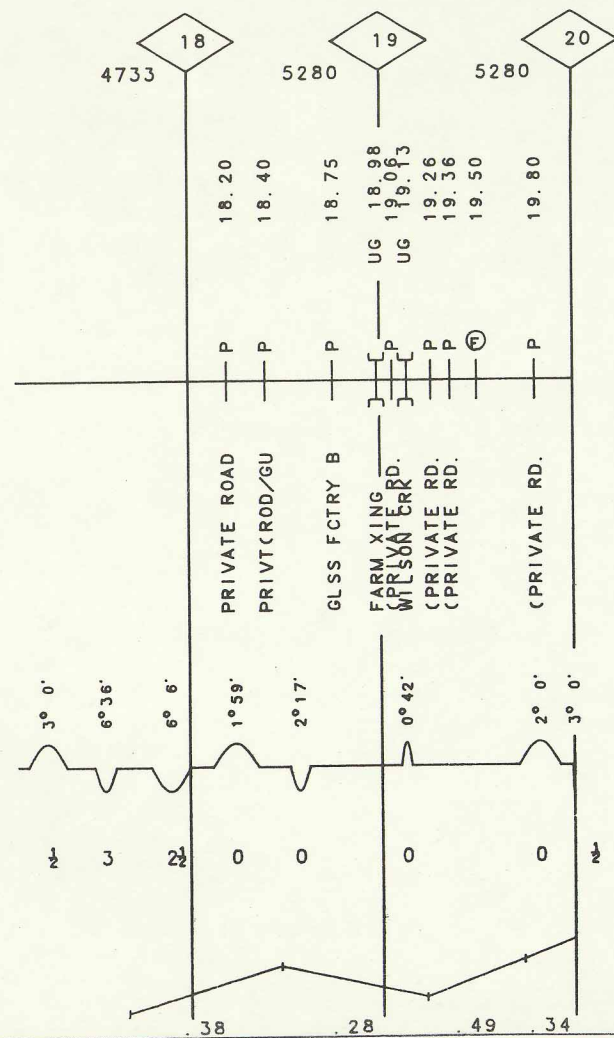 18
19
20
4733
5280
5280
18.20
18.40
18.75
UG 18.98
19.06
UG 19.13
19.26
19.36
19.50
19.80
P
P
P
P
P
P
F
P
PRIVATE ROAD
PRIVT(ROD/GU
GLSS FCTRY B
FARM XING
(PRIVATE RD.
WILSON CRK
(PRIVATE RD.
(PRIVATE RD.
(PRIVATE RD.
3° 0'
6° 36'
6° 6'
1° 59'
2° 17'
0° 42'
2° 0'
3° 0'
½
3
2½
0
0
0
0
½
.38
.28
.49
.34